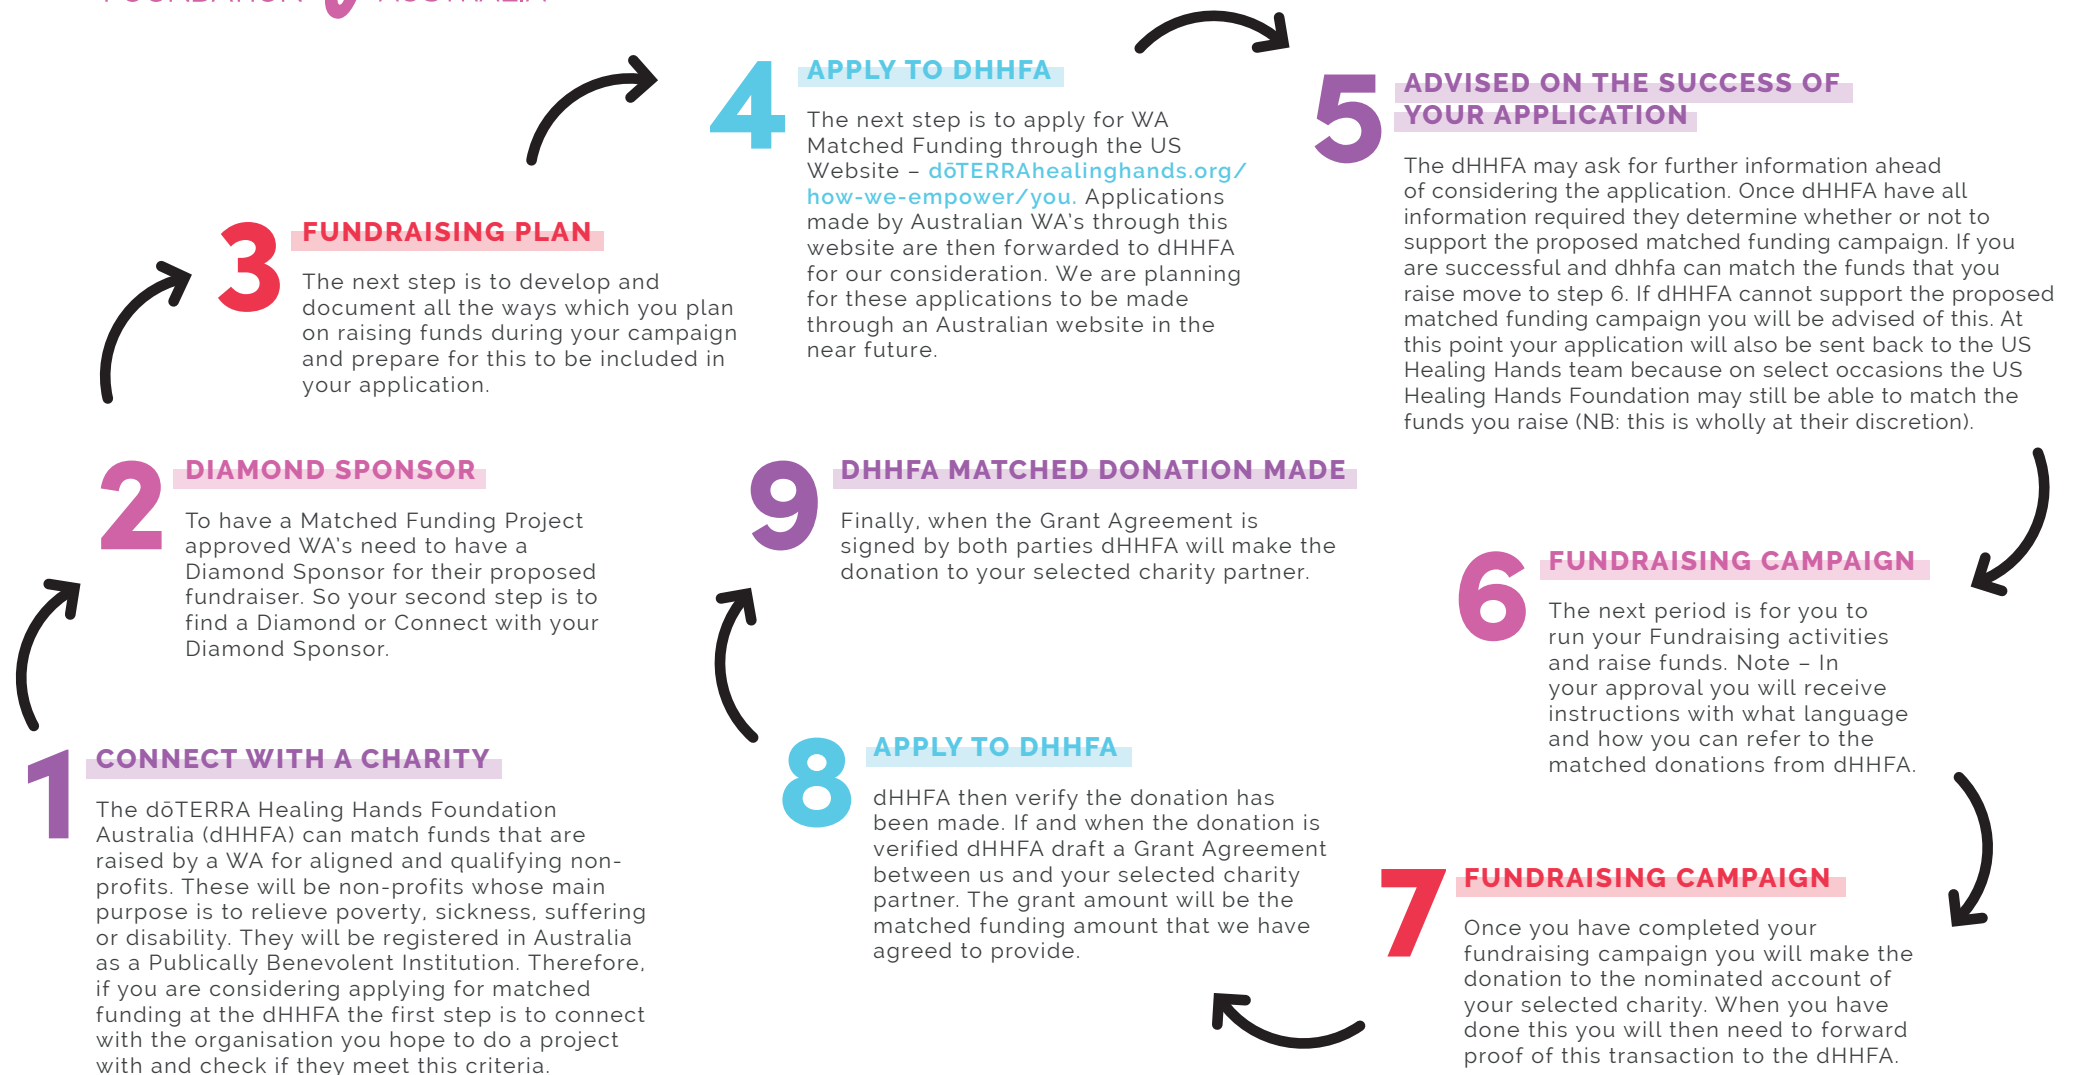 FOUNDATION AUSTRALIA
1
CONNECT WITH A CHARITY
The dōTERRA Healing Hands Foundation
Australia (dHHFA) can match funds that are
raised by a WA for aligned and qualifying non-
profits. These will be non-profits whose main
purpose is to relieve poverty, sickness, suffering
or disability. They will be registered in Australia
as a Publically Benevolent Institution. Therefore,
if you are considering applying for matched
funding at the dHHFA the first step is to connect
with the organisation you hope to do a project
with and check if they meet this criteria.
2
DIAMOND SPONSOR
To have a Matched Funding Project
approved WA's need to have a
Diamond Sponsor for their proposed
fundraiser. So your second step is to
find a Diamond or Connect with your
Diamond Sponsor.
3
FUNDRAISING PLAN
The next step is to develop and
document all the ways which you plan
on raising funds during your campaign
and prepare for this to be included in
your application.
4
APPLY TO DHHFA
The next step is to apply for WA
Matched Funding through the US
Website – dōTERRAhealinghands.org/
how-we-empower/you. Applications
made by Australian WA's through this
website are then forwarded to dHHFA
for our consideration. We are planning
for these applications to be made
through an Australian website in the
near future.
5
ADVISED ON THE SUCCESS OF
YOUR APPLICATION
The dHHFA may ask for further information ahead
of considering the application. Once dHHFA have all
information required they determine whether or not to
support the proposed matched funding campaign. If you
are successful and dhhfa can match the funds that you
raise move to step 6. If dHHFA cannot support the proposed
matched funding campaign you will be advised of this. At
this point your application will also be sent back to the US
Healing Hands team because on select occasions the US
Healing Hands Foundation may still be able to match the
funds you raise (NB: this is wholly at their discretion).
6
FUNDRAISING CAMPAIGN
The next period is for you to
run your Fundraising activities
and raise funds. Note – In
your approval you will receive
instructions with what language
and how you can refer to the
matched donations from dHHFA.
7
FUNDRAISING CAMPAIGN
Once you have completed your
fundraising campaign you will make the
donation to the nominated account of
your selected charity. When you have
done this you will then need to forward
proof of this transaction to the dHHFA.
8
APPLY TO DHHFA
dHHFA then verify the donation has
been made. If and when the donation is
verified dHHFA draft a Grant Agreement
between us and your selected charity
partner. The grant amount will be the
matched funding amount that we have
agreed to provide.
9
DHHFA MATCHED DONATION MADE
Finally, when the Grant Agreement is
signed by both parties dHHFA will make the
donation to your selected charity partner.